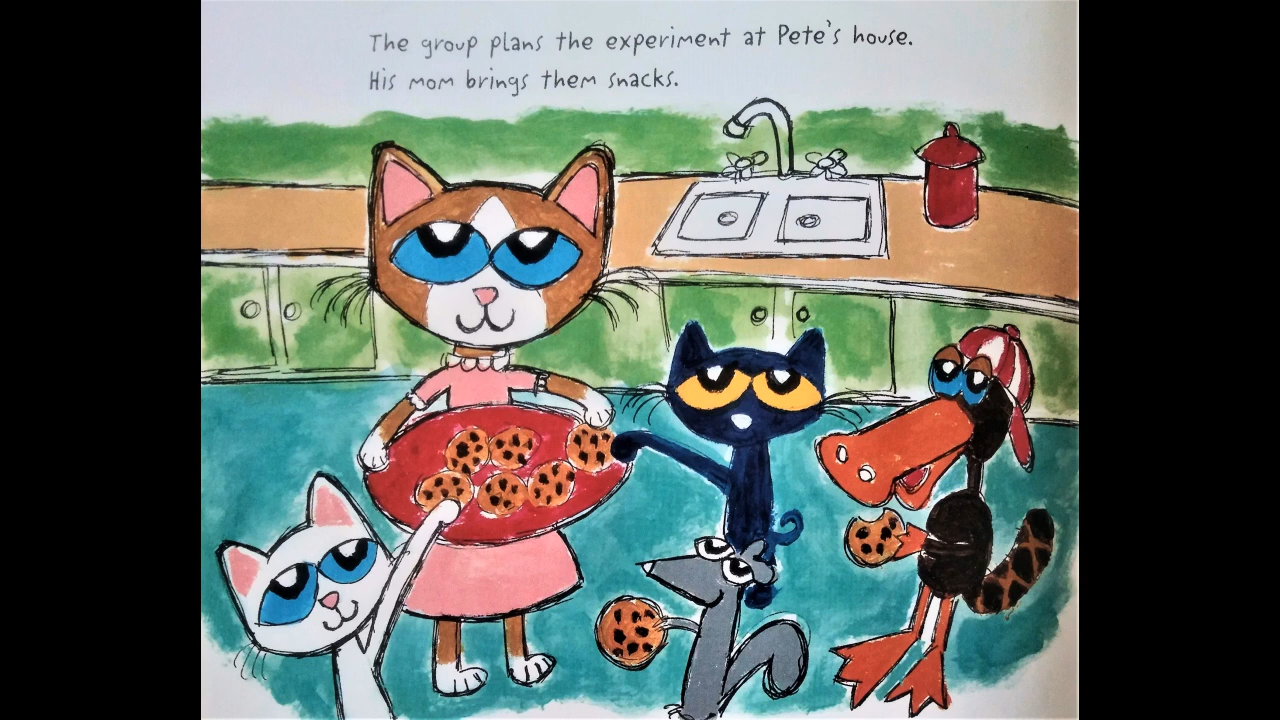 The group plans the experiment at Pete's house.
His mom brings them snacks.